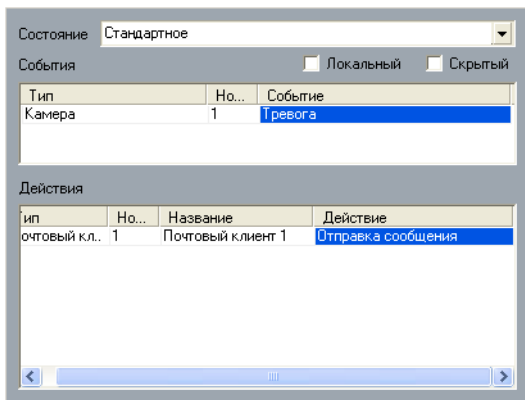 Состояние Стандартное
События Локальный Скрытый
Тип Но... Событие
Камера 1 Тревога
Действия
ип Но... Название Действие
очтовый кл.. 1 Почтовый клиент 1 Отправка сообщения